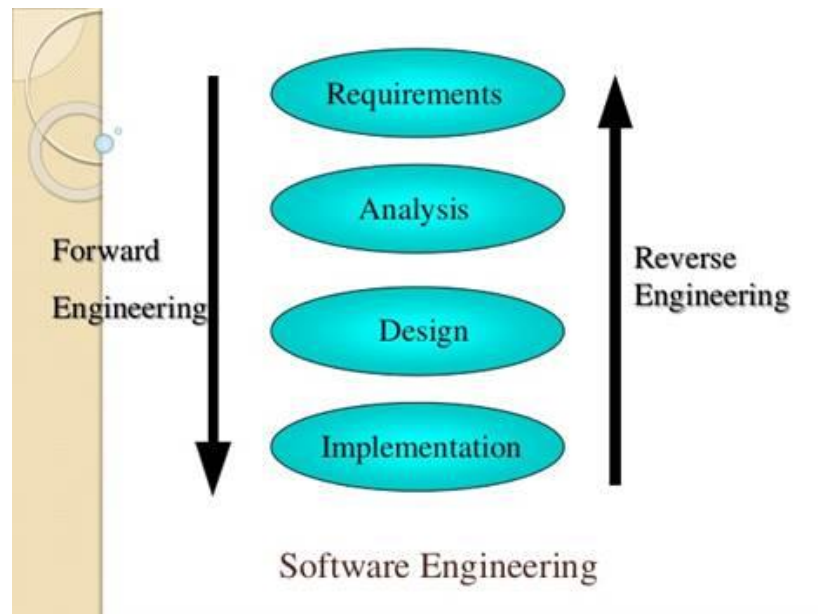 Requirements
Analysis
Forward
Engineering
Reverse
Engineering
Design
Implementation
Software Engineering